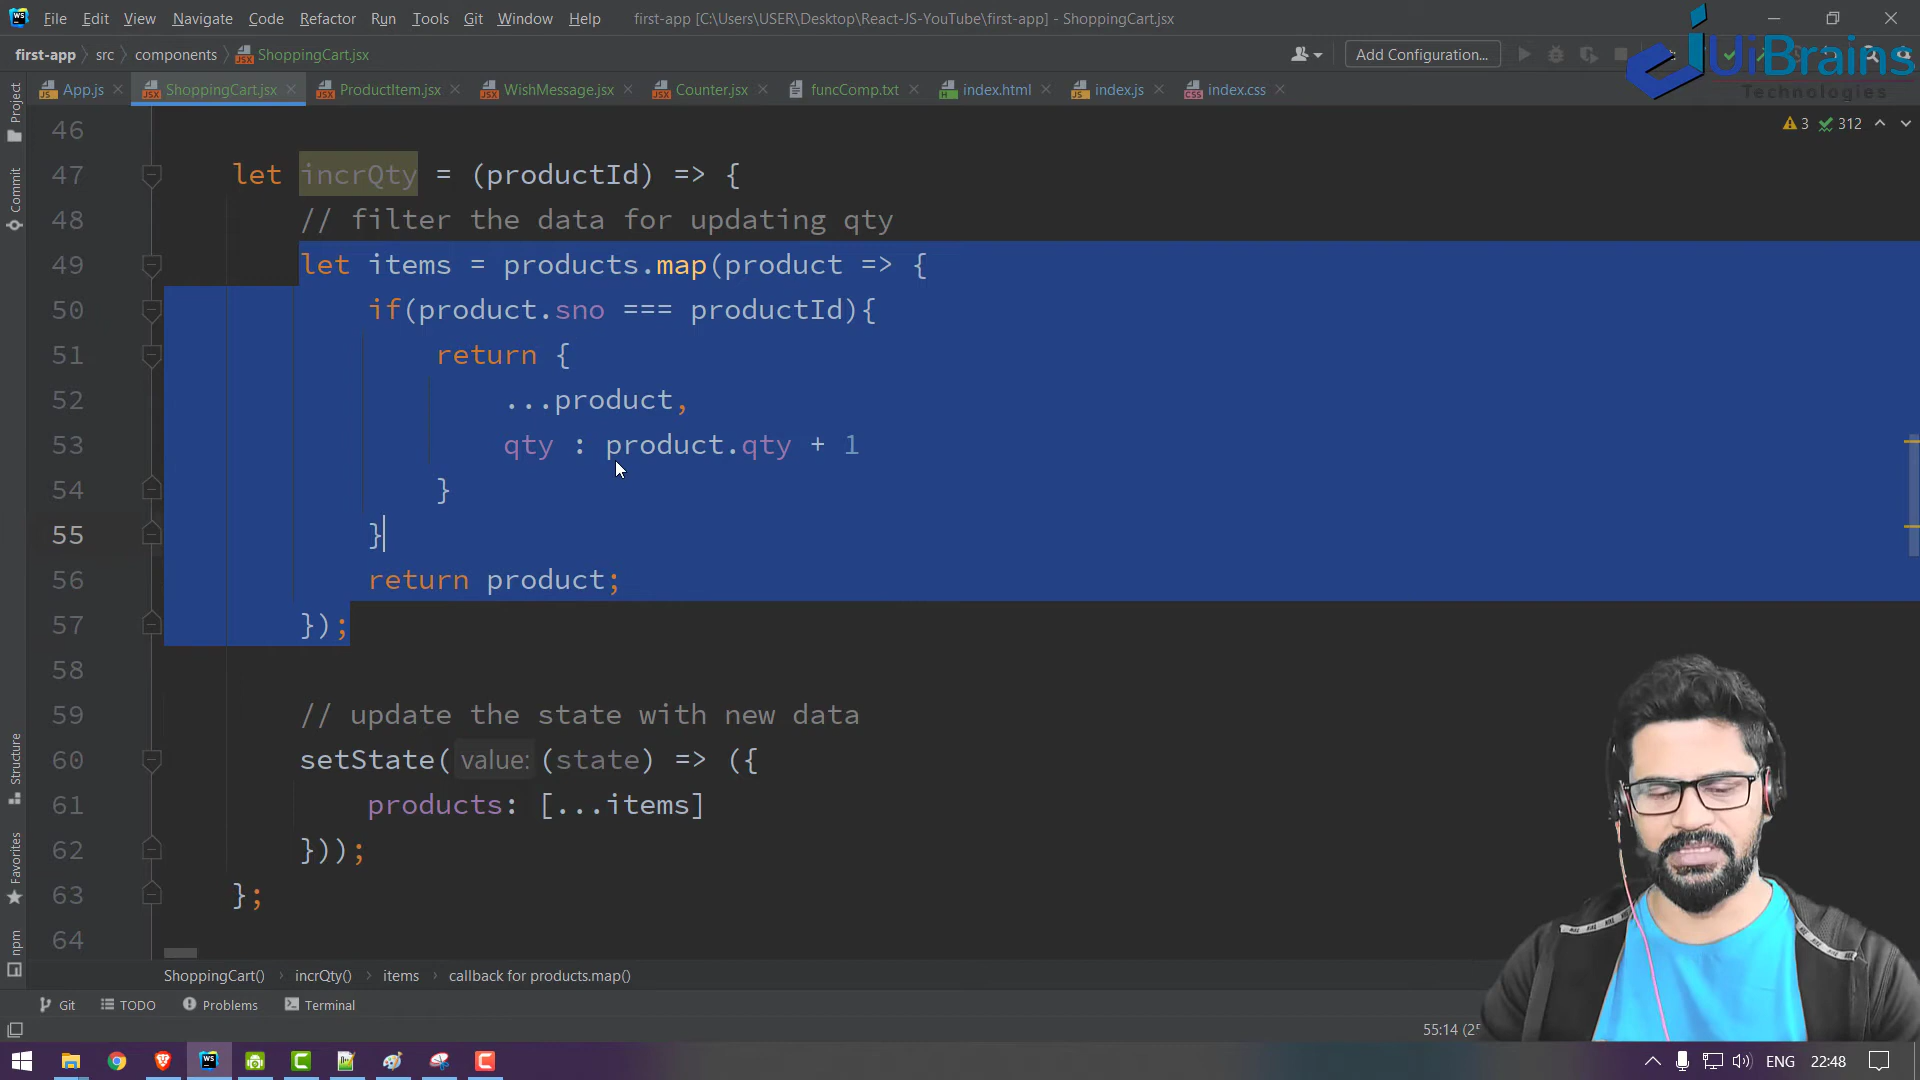 File Edit View Navigate Code Refactor Run Tools Git Window Help first-app [C:\Users\USER\Desktop\React-JS-YouTube\first-app] - ShoppingCart.jsx
first-app src components ShoppingCart.jsx Add Configuration...
UiBrains
Technologies
App.js ShoppingCart.jsx ProductItem.jsx WishMessage.jsx Counter.jsx funcComp.txt index.html index.js index.css
3 312
Project
Commit
Structure
Favorites
npm
46
47 let incrQty = (productId) => {
48 // filter the data for updating qty
49 let items = products.map(product => {
50 if(product.sno === productId){
51 return {
52 ...product,
53 qty : product.qty + 1
54 }
55 }
56 return product;
57 });
58
59 // update the state with new data
60 setState( value: (state) => ({
61 products: [...items]
62 }));
63 };
64
ShoppingCart() incrQty() items callback for products.map()
Git TODO Problems Terminal
55:14
ENG 22:48